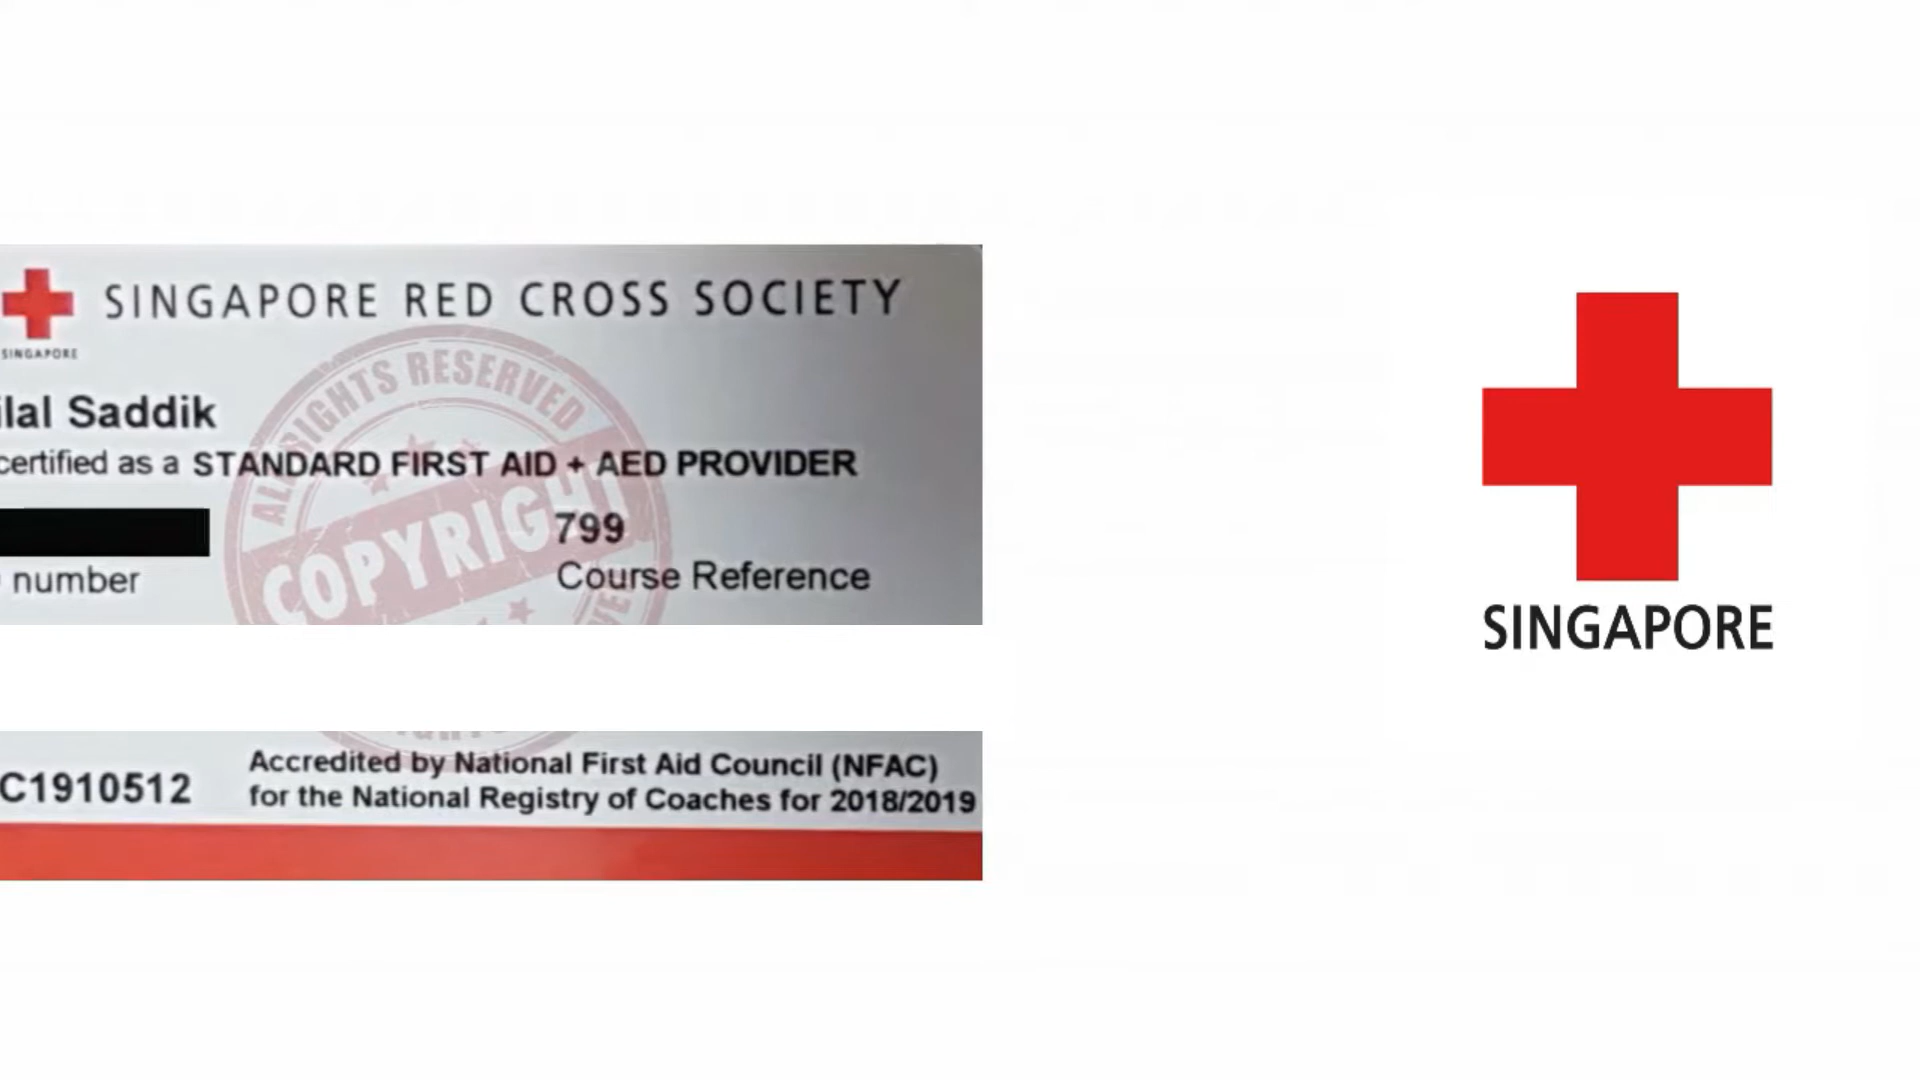 SINGAPORE RED CROSS SOCIETY
SINGAPORE
ilal Saddik
certified as a STANDARD FIRST AID + AED PROVIDER
ALL RIGHTS RESERVED
COPYRIGHT
799
number
Course Reference
C1910512
Accredited by National First Aid Council (NFAC)
for the National Registry of Coaches for 2018/2019
SINGAPORE